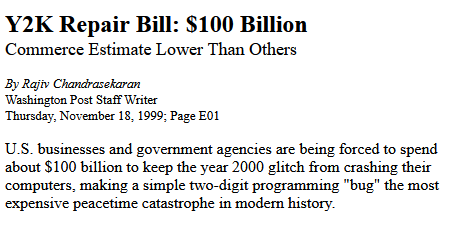 Y2K Repair Bill: $100 Billion
Commerce Estimate Lower Than Others
By Rajiv Chandrasekaran
Washington Post Staff Writer
Thursday, November 18, 1999; Page E01
U.S. businesses and government agencies are being forced to spend
about $100 billion to keep the year 2000 glitch from crashing their
computers, making a simple two-digit programming "bug" the most
expensive peacetime catastrophe in modern history.